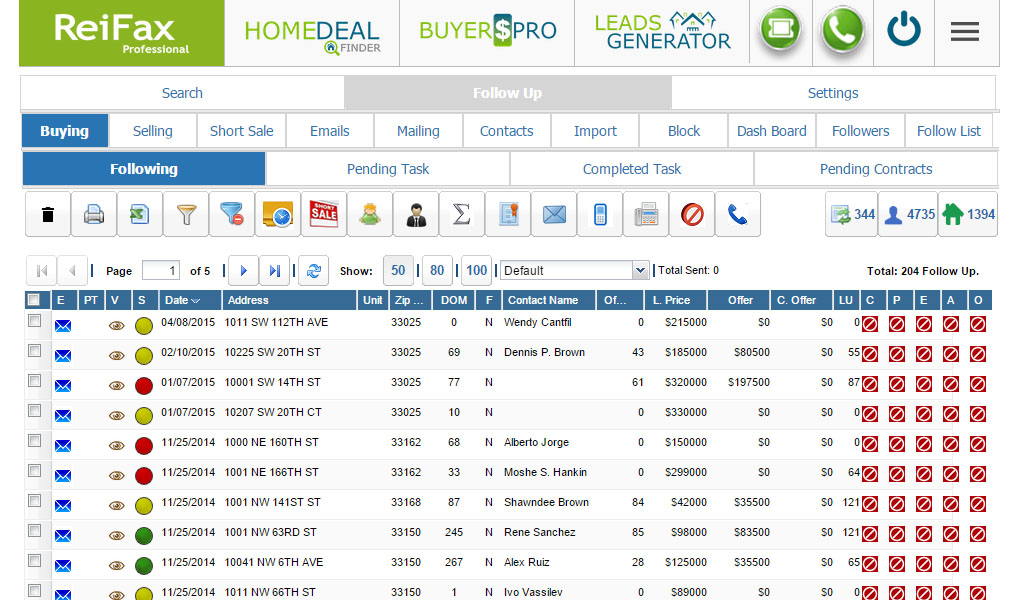 ReiFax
Professional
HOMEDEAL
FINDER
BUYER$PRO
LEADS
GENERATOR
Search Follow Up Settings
Buying Selling Short Sale Emails Mailing Contacts Import Block Dash Board Followers Follow List
Following Pending Task Completed Task Pending Contracts
SHORT
SALE
344 4735 1394
Page 1 of 5 Show: 50 80 100 Default Total Sent: 0 Total: 204 Follow Up.
E PT V S Date Address Unit Zip ... DOM F Contact Name Of... L. Price Offer C. Offer LU C P E A O
04/08/2015 1011 SW 112TH AVE 33025 0 N Wendy Cantfil 0 $215000 $0 $0 0
02/10/2015 10225 SW 20TH ST 33025 69 N Dennis P. Brown 43 $185000 $80500 $0 55
01/07/2015 10001 SW 14TH ST 33025 77 N 61 $320000 $197500 $0 87
01/07/2015 10207 SW 20TH CT 33025 10 N 0 $330000 $0 $0 0
11/25/2014 1000 NE 160TH ST 33162 68 N Alberto Jorge 0 $150000 $0 $0 0
11/25/2014 1001 NE 166TH ST 33162 33 N Moshe S. Hankin 0 $299000 $0 $0 64
11/25/2014 1001 NW 141ST ST 33168 87 N Shawndee Brown 84 $42000 $35500 $0 121
11/25/2014 1001 NW 63RD ST 33150 245 N Rene Sanchez 85 $98000 $83500 $0 121
11/25/2014 10041 NW 6TH AVE 33150 267 N Alex Ruiz 28 $125000 $35500 $0 65
11/25/2014 1011 NW 66TH ST 33150 1 N Ivo Vassilev 0 $89000 $0 $0 0